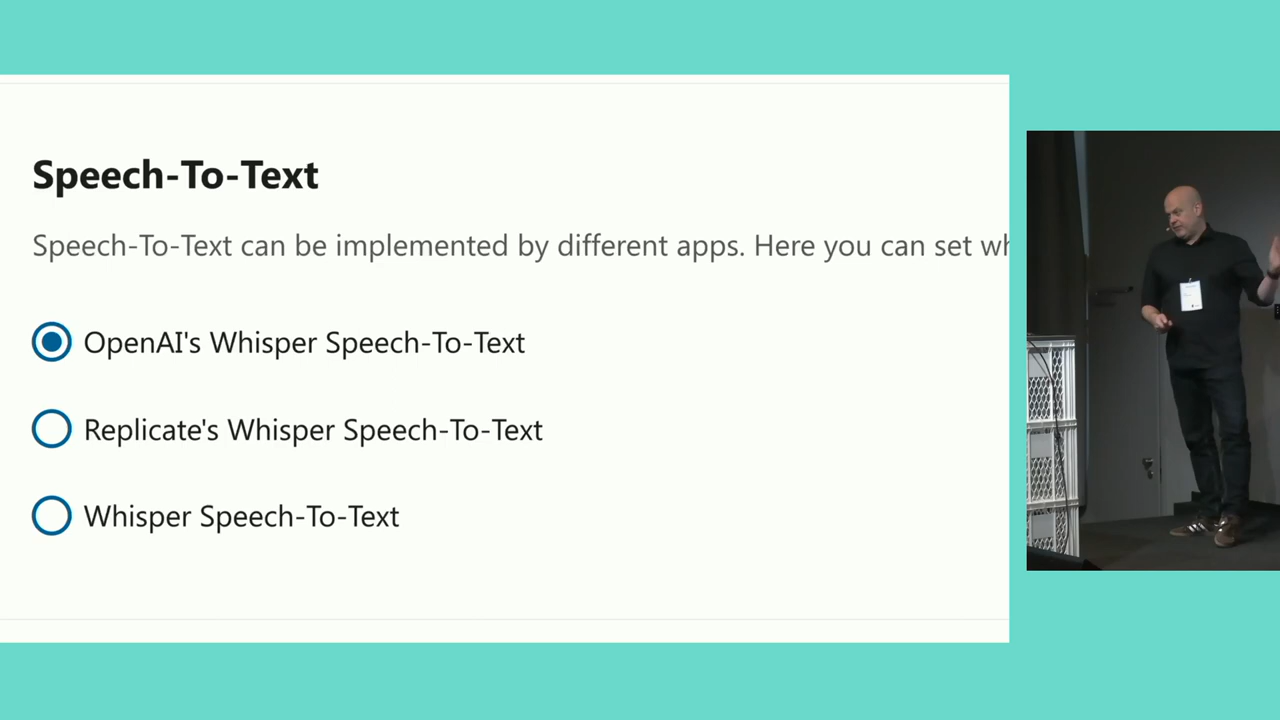 Speech-To-Text
Speech-To-Text can be implemented by different apps. Here you can set
OpenAI's Whisper Speech-To-Text
Replicate's Whisper Speech-To-Text
Whisper Speech-To-Text